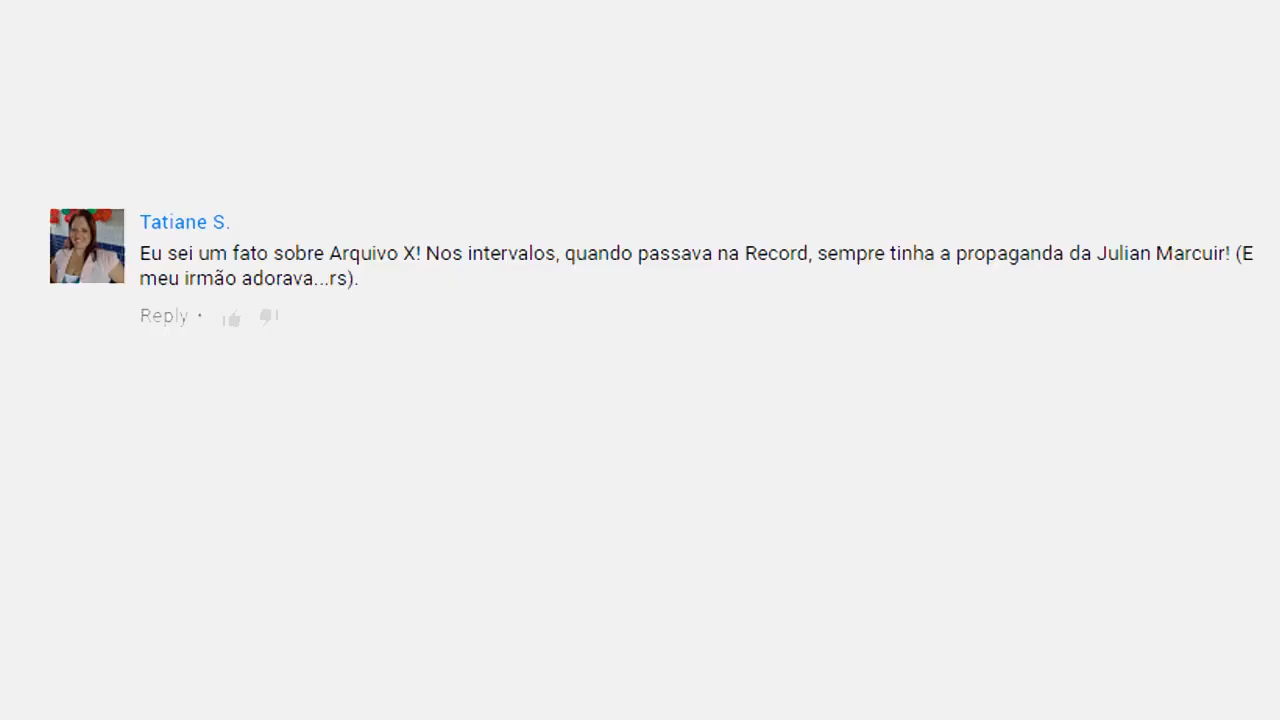 Tatiane S.
Eu sei um fato sobre Arquivo X! Nos intervalos, quando passava na Record, sempre tinha a propaganda da Julian Marcuir! (E
meu irmão adorava...rs).
Reply •